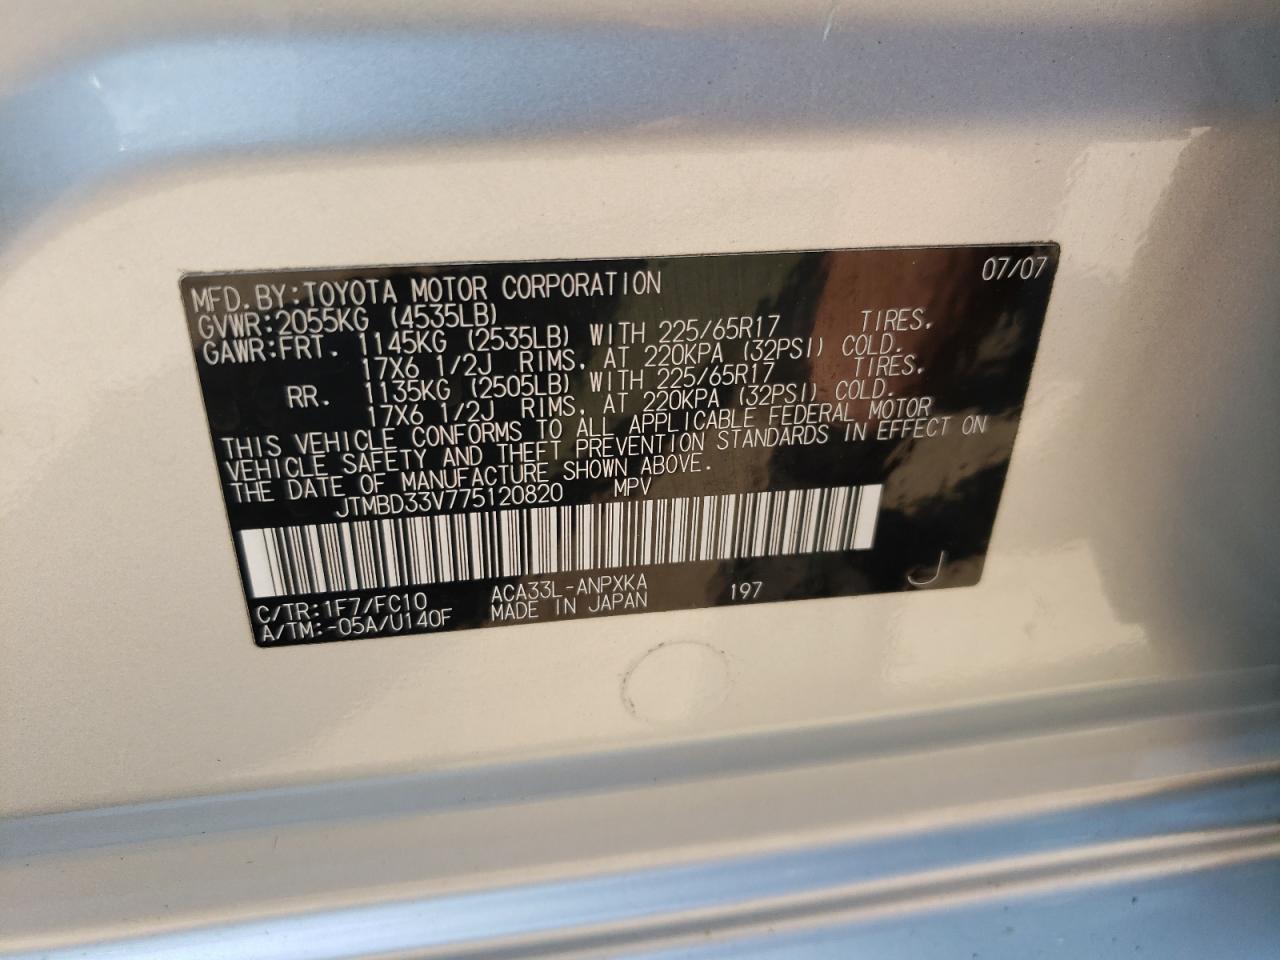 MFD.BY:TOYOTA MOTOR CORPORATION 07/07
GVWR:2055KG (4535LB)
GAWR:FRT. 1145KG (2535LB) WITH 225/65R17 TIRES,
17X6 1/2J RIMS, AT 220KPA (32PSI) COLD.
RR. 1135KG (2505LB) WITH 225/65R17 TIRES,
17X6 1/2J RIMS, AT 220KPA (32PSI) COLD.
THIS VEHICLE CONFORMS TO ALL APPLICABLE FEDERAL MOTOR
VEHICLE SAFETY AND THEFT PREVENTION STANDARDS IN EFFECT ON
THE DATE OF MANUFACTURE SHOWN ABOVE.
JTMBD33V775120820 MPV
C/TR:1F7/FC10 ACA33L-ANPXKA 197 J
A/TM:-05A/U140F MADE IN JAPAN